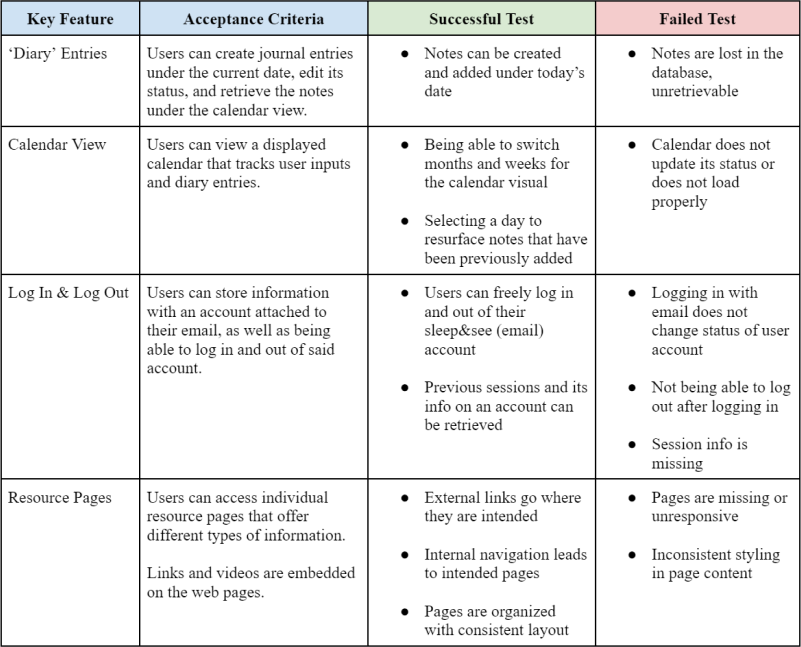 Key Feature
Acceptance Criteria
Successful Test
Failed Test
‘Diary’ Entries
Users can create journal entries
under the current date, edit its
status, and retrieve the notes
under the calendar view.
● Notes can be created
and added under today’s
date
● Notes are lost in the
database,
unretrievable
Calendar View
Users can view a displayed
calendar that tracks user inputs
and diary entries.
● Being able to switch
months and weeks for
the calendar visual
● Selecting a day to
resurface notes that have
been previously added
● Calendar does not
update its status or
does not load
properly
Log In & Log Out
Users can store information
with an account attached to
their email, as well as being
able to log in and out of said
account.
● Users can freely log in
and out of their
sleep&see (email)
account
● Previous sessions and its
info on an account can
be retrieved
● Logging in with
email does not
change status of user
account
● Not being able to log
out after logging in
● Session info is
missing
Resource Pages
Users can access individual
resource pages that offer
different types of information.
Links and videos are embedded
on the web pages.
● External links go where
they are intended
● Internal navigation leads
to intended pages
● Pages are organized
with consistent layout
● Pages are missing or
unresponsive
● Inconsistent styling
in page content